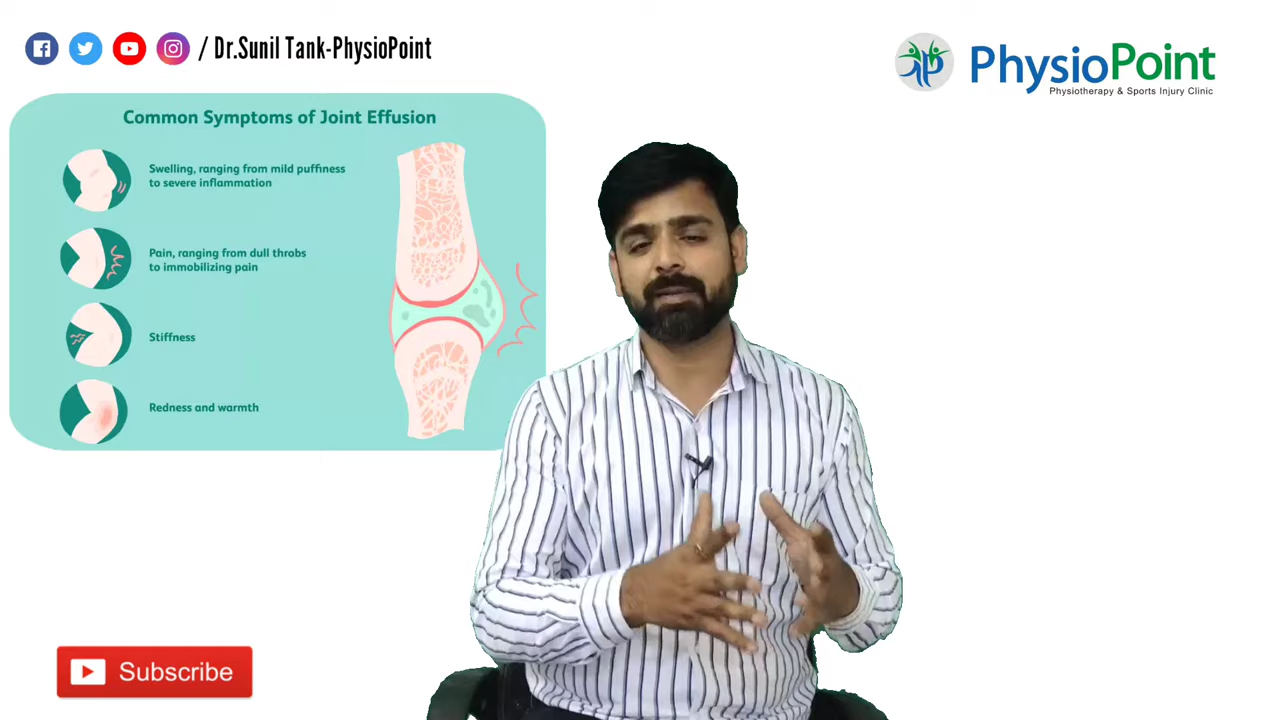 / Dr.Sunil Tank-PhysioPoint
PhysioPoint
Physiotherapy & Sports Injury Clinic
Common Symptoms of Joint Effusion
Swelling, ranging from mild puffiness
to severe inflammation
Pain, ranging from dull throbs
to immobilizing pain
Stiffness
Redness and warmth
Subscribe